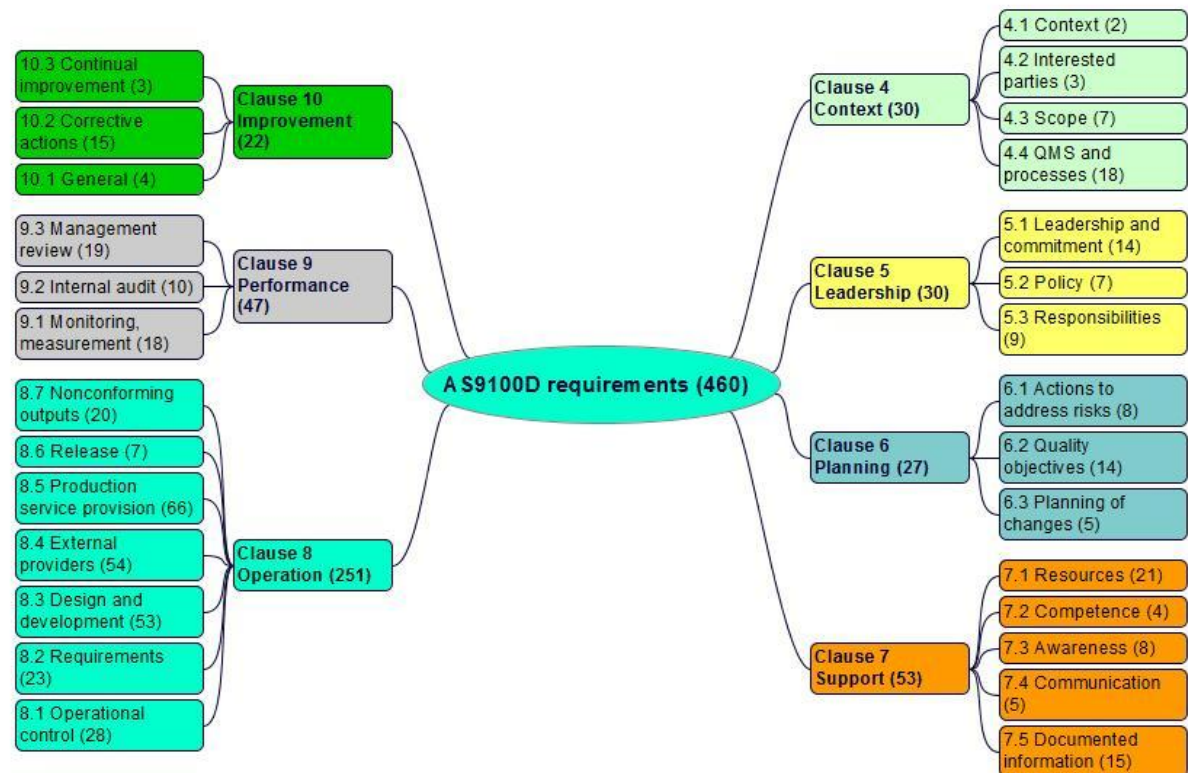 AS9100D requirements (460)
Clause 4
Context (30)
4.1 Context (2)
4.2 Interested
parties (3)
4.3 Scope (7)
4.4 QMS and
processes (18)
Clause 5
Leadership (30)
5.1 Leadership and
commitment (14)
5.2 Policy (7)
5.3 Responsibilities
(9)
Clause 6
Planning (27)
6.1 Actions to
address risks (8)
6.2 Quality
objectives (14)
6.3 Planning of
changes (5)
Clause 7
Support (53)
7.1 Resources (21)
7.2 Competence (4)
7.3 Awareness (8)
7.4 Communication
(5)
7.5 Documented
information (15)
Clause 8
Operation (251)
8.7 Nonconforming
outputs (20)
8.6 Release (7)
8.5 Production
service provision (66)
8.4 External
providers (54)
8.3 Design and
development (53)
8.2 Requirements
(23)
8.1 Operational
control (28)
Clause 9
Performance
(47)
9.3 Management
review (19)
9.2 Internal audit (10)
9.1 Monitoring,
measurement (18)
Clause 10
Improvement
(22)
10.3 Continual
improvement (3)
10.2 Corrective
actions (15)
10.1 General (4)